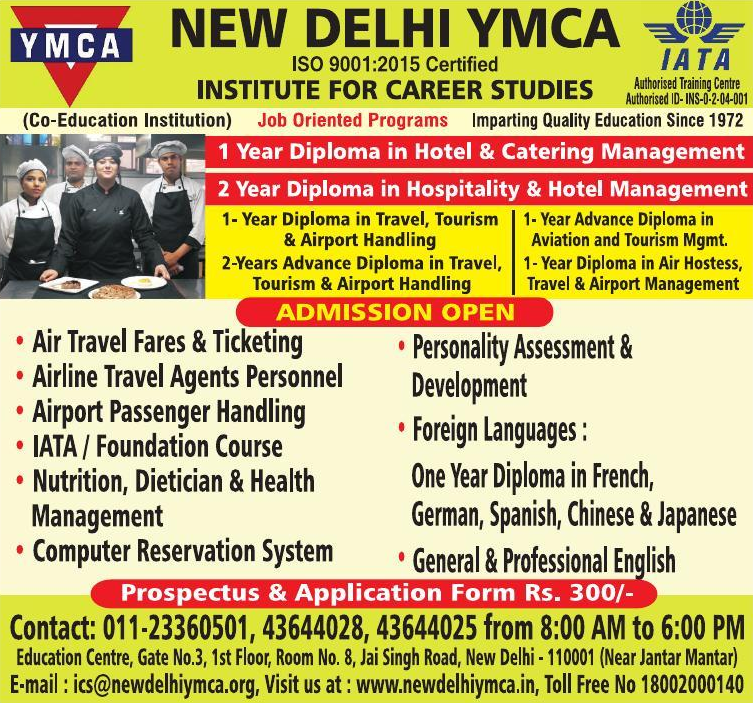 YMCA
NEW DELHI YMCA
ISO 9001:2015 Certified
INSTITUTE FOR CAREER STUDIES
IATA
Authorised Training Centre
Authorised ID- INS-0-2-04-001
(Co-Education Institution) Job Oriented Programs Imparting Quality Education Since 1972
1 Year Diploma in Hotel & Catering Management
2 Year Diploma in Hospitality & Hotel Management
1- Year Diploma in Travel, Tourism
& Airport Handling
2-Years Advance Diploma in Travel,
Tourism & Airport Handling
1- Year Advance Diploma in
Aviation and Tourism Mgmt.
1- Year Diploma in Air Hostess,
Travel & Airport Management
ADMISSION OPEN
• Air Travel Fares & Ticketing
• Airline Travel Agents Personnel
• Airport Passenger Handling
• IATA / Foundation Course
• Nutrition, Dietician & Health
Management
• Computer Reservation System
• Personality Assessment &
Development
• Foreign Languages :
One Year Diploma in French,
German, Spanish, Chinese & Japanese
• General & Professional English
Prospectus & Application Form Rs. 300/-
Contact: 011-23360501, 43644028, 43644025 from 8:00 AM to 6:00 PM
Education Centre, Gate No.3, 1st Floor, Room No. 8, Jai Singh Road, New Delhi - 110001 (Near Jantar Mantar)
E-mail : ics@newdelhiymca.org, Visit us at : www.newdelhiymca.in, Toll Free No 18002000140